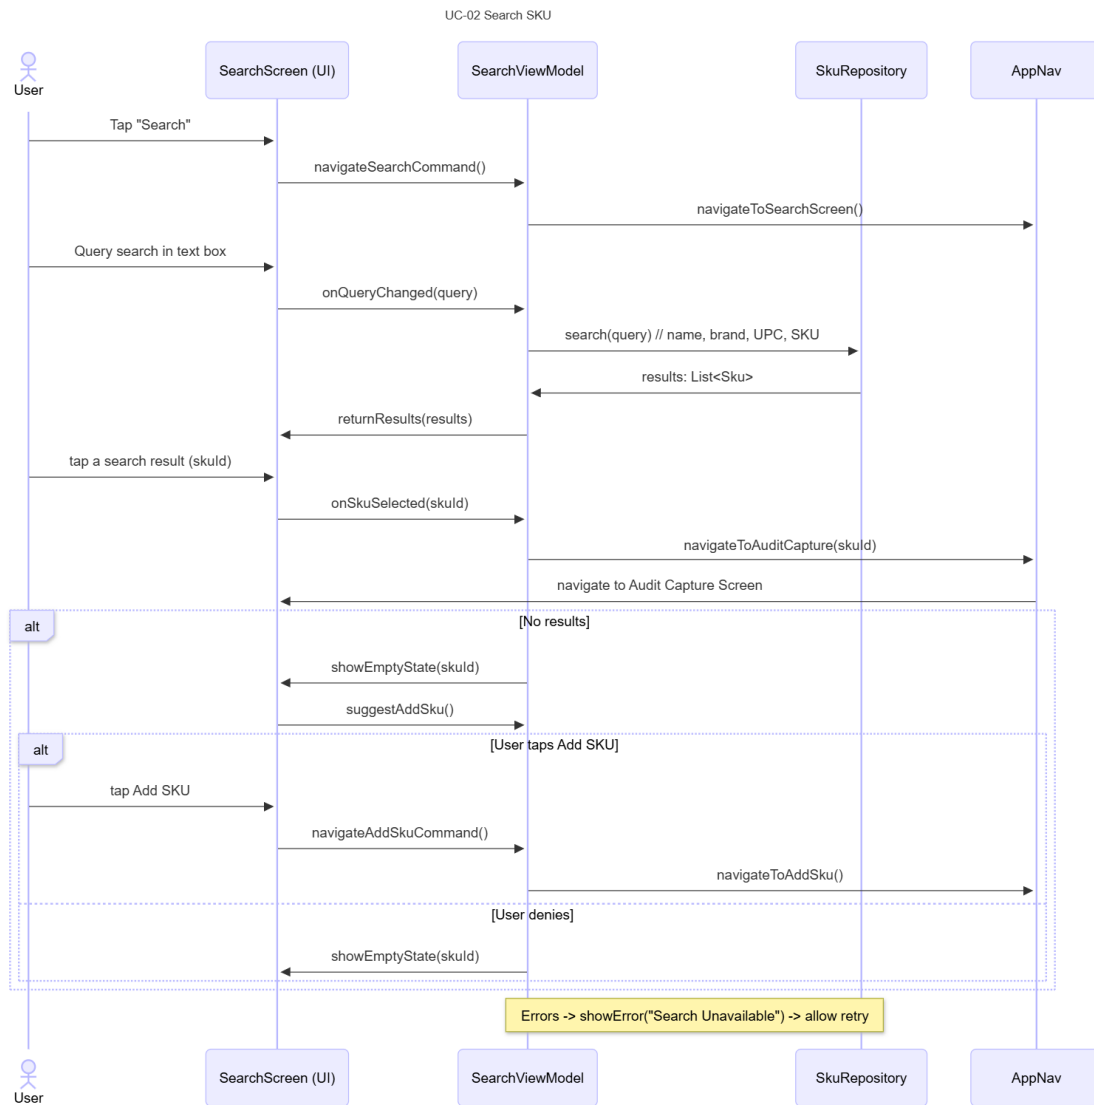 UC-02 Search SKU
User
SearchScreen (UI)
SearchViewModel
SkuRepository
AppNav
Tap "Search"
navigateSearchCommand()
navigateToSearchScreen()
Query search in text box
onQueryChanged(query)
search(query) // name, brand, UPC, SKU
results: List<Sku>
returnResults(results)
tap a search result (skuId)
onSkuSelected(skuId)
navigateToAuditCapture(skuId)
navigate to Audit Capture Screen
alt
[No results]
showEmptyState(skuId)
suggestAddSku()
alt
[User taps Add SKU]
tap Add SKU
navigateAddSkuCommand()
navigateToAddSku()
[User denies]
showEmptyState(skuId)
Errors -> showError("Search Unavailable") -> allow retry
User
SearchScreen (UI)
SearchViewModel
SkuRepository
AppNav